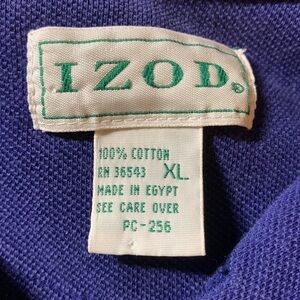 IZOD®
100% COTTON
RN 36543 XL
MADE IN EGYPT
SEE CARE OVER
PC-256